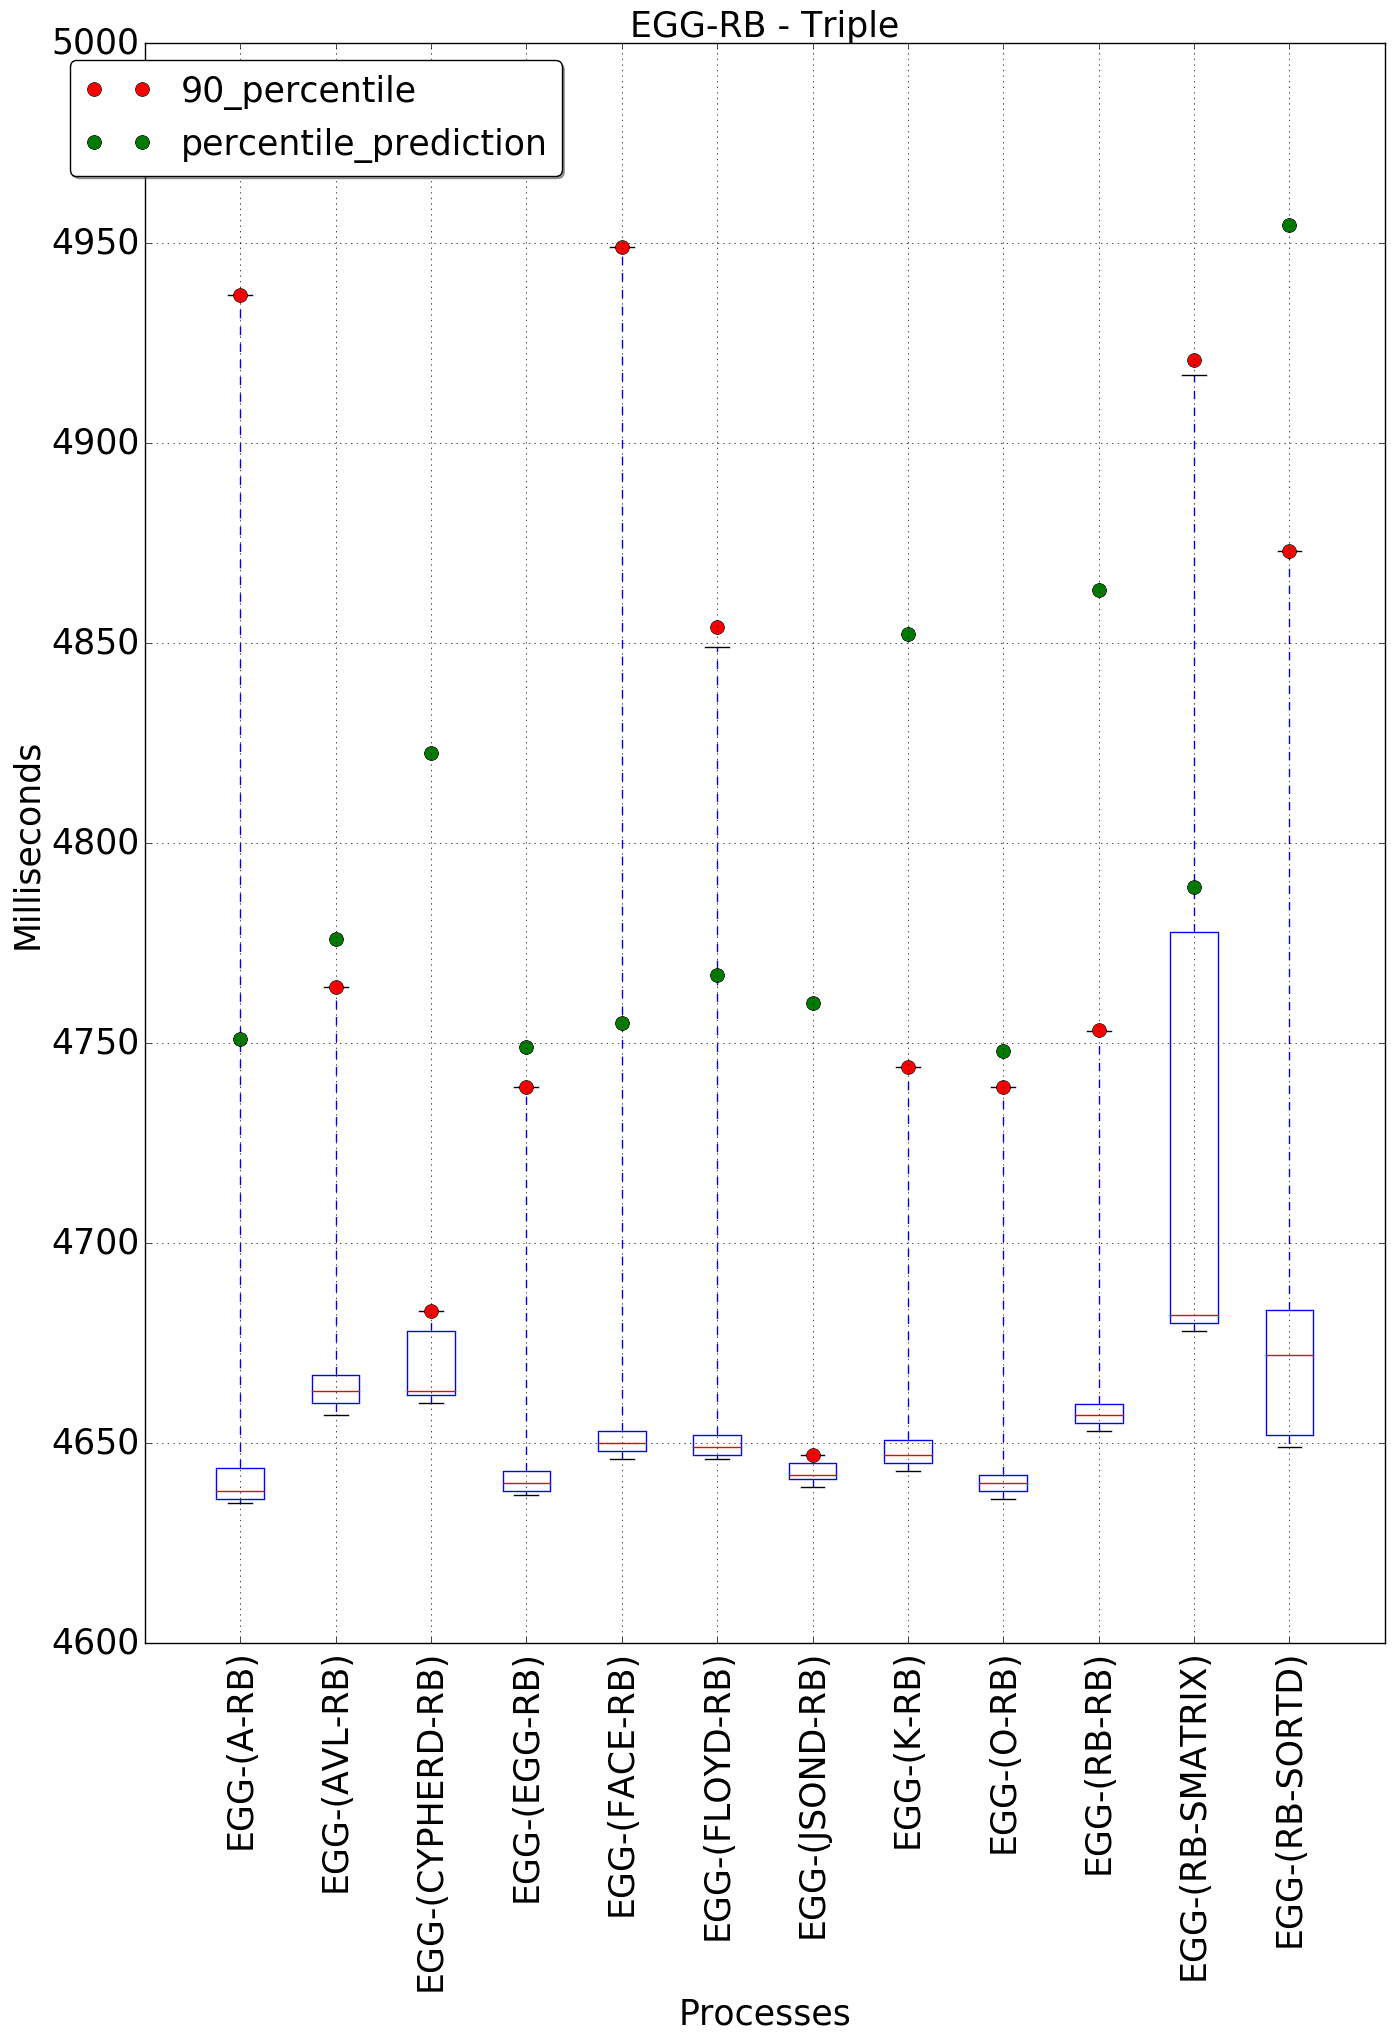 EGG-RB - Triple
5000
90_percentile
percentile_prediction
4950
4900
4850
4800
4750
4700
4650
4600
Milliseconds
EGG-(A-RB)
EGG-(AVL-RB)
EGG-(CYPHERD-RB)
EGG-(EGG-RB)
EGG-(FACE-RB)
EGG-(FLOYD-RB)
EGG-(JSOND-RB)
EGG-(K-RB)
EGG-(O-RB)
EGG-(RB-RB)
EGG-(RB-SMATRIX)
EGG-(RB-SORTD)
Processes